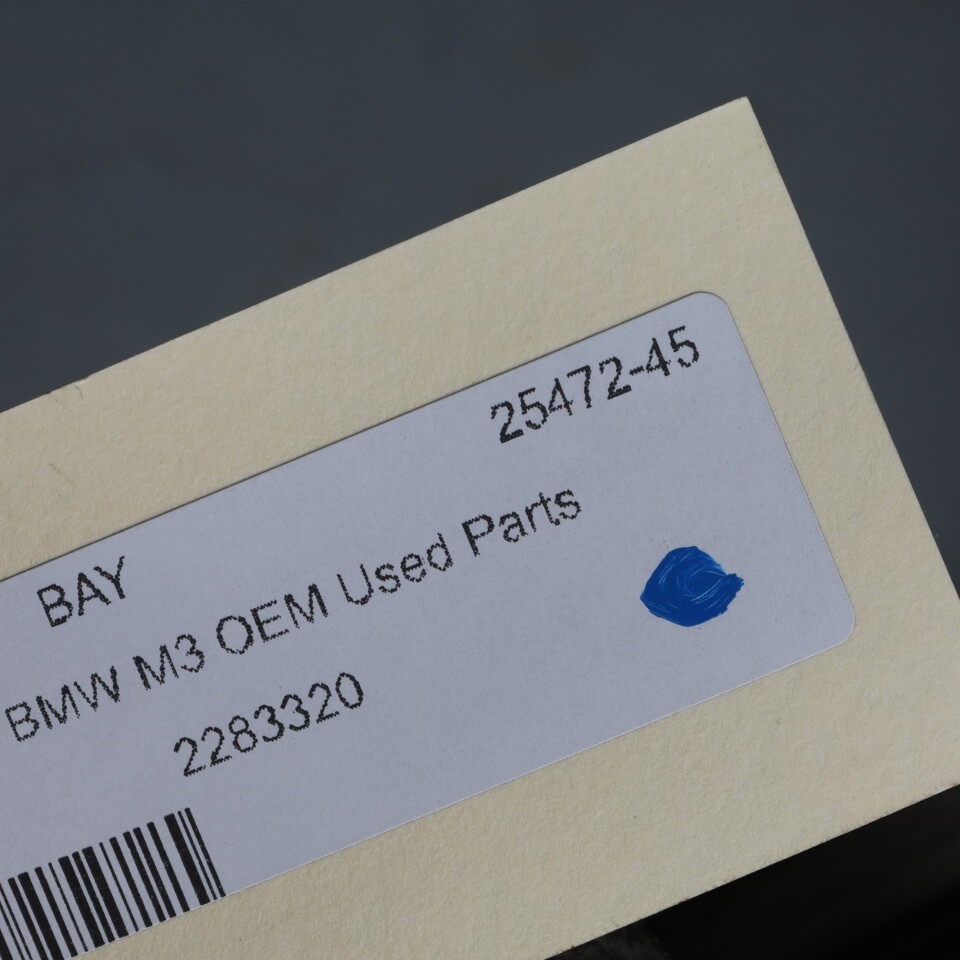 25472-45
BAY
BMW M3 OEM Used Parts
2283320